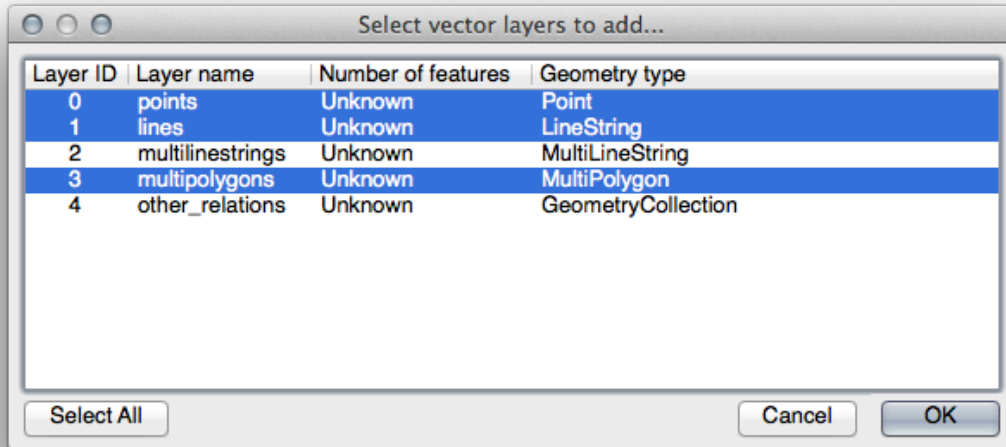 Select vector layers to add...
Layer ID Layer name Number of features Geometry type
0 points Unknown Point
1 lines Unknown LineString
2 multilinestrings Unknown MultiLineString
3 multipolygons Unknown MultiPolygon
4 other_relations Unknown GeometryCollection
Select All Cancel OK